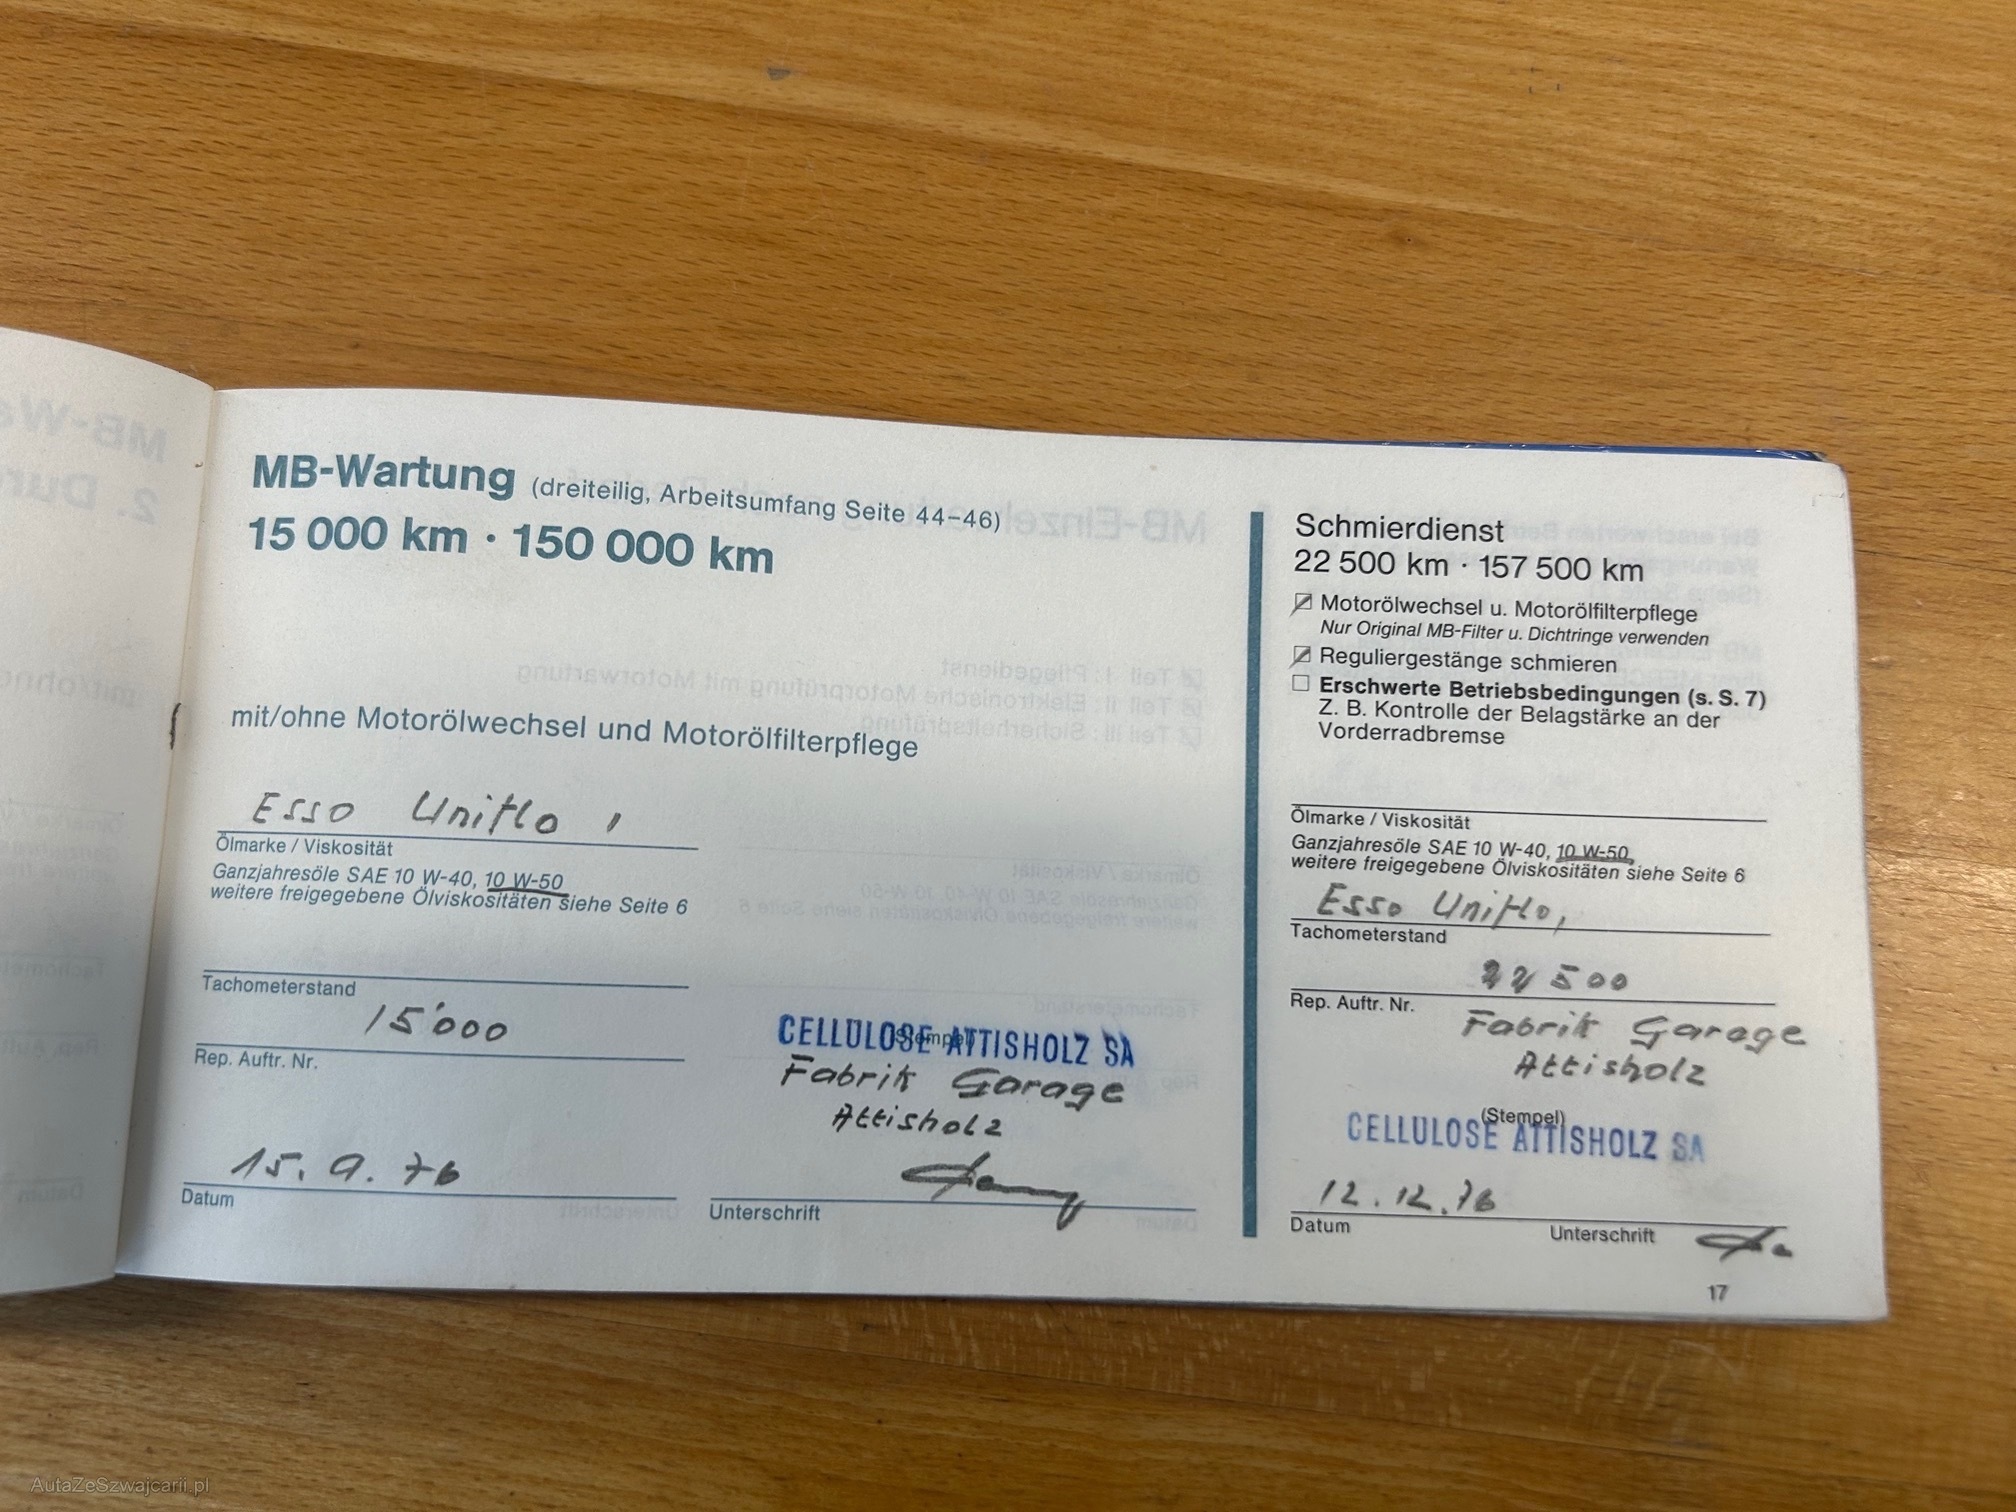 MB-Wartung (dreiteilig, Arbeitsumfang Seite 44–46)
15 000 km · 150 000 km
mit/ohne Motorölwechsel und Motorölfilterpflege
Esso Uniflo,
Ölmarke / Viskosität
Ganzjahresöle SAE 10 W-40, 10 W-50
weitere freigegebene Ölviskositäten siehe Seite 6
Tachometerstand
15'000
Rep. Auftr. Nr.
(Stempel)
CELLULOSE ATTISHOLZ SA
Fabrik Garage
Attisholz
15. 9. 76
Datum
Unterschrift
Schmierdienst
22 500 km · 157 500 km
Motorölwechsel u. Motorölfilterpflege
Nur Original MB-Filter u. Dichtringe verwenden
Reguliergestänge schmieren
Erschwerte Betriebsbedingungen (s. S. 7)
Z. B. Kontrolle der Belagstärke an der
Vorderradbremse
Ölmarke / Viskosität
Ganzjahresöle SAE 10 W-40, 10 W-50,
weitere freigegebene Ölviskositäten siehe Seite 6
Esso Uniflo,
Tachometerstand
22 500
Rep. Auftr. Nr.
Fabrik Garage
Attisholz
(Stempel)
CELLULOSE ATTISHOLZ SA
12.12.76
Datum
Unterschrift
17
AutaZeSzwajcarii.pl